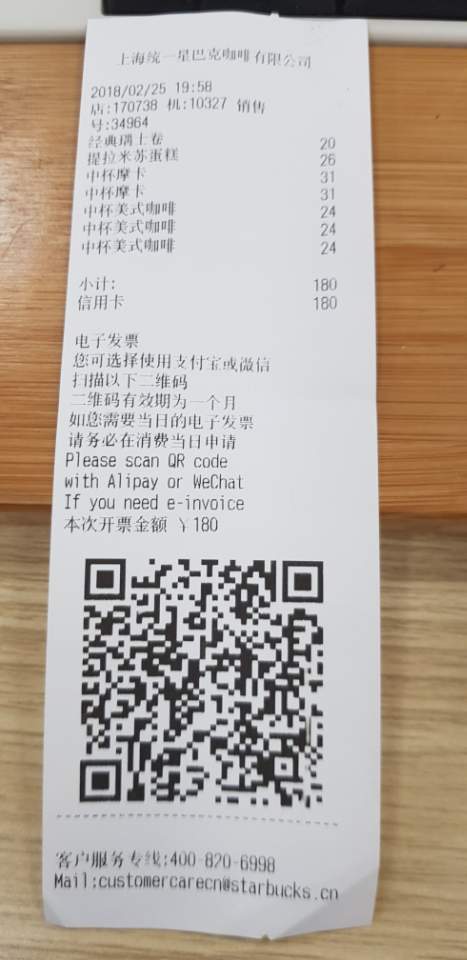 上海统一星巴克咖啡有限公司
2018/02/25 19:58
店:170738 机:10327 销售
号:34964
经典瑞士卷 20
提拉米苏蛋糕 26
中杯摩卡 31
中杯摩卡 31
中杯美式咖啡 24
中杯美式咖啡 24
中杯美式咖啡 24
小计: 180
信用卡 180
电子发票
您可选择使用支付宝或微信
扫描以下二维码
二维码有效期为一个月
如您需要当日的电子发票
请务必在消费当日申请
Please scan QR code
with Alipay or WeChat
If you need e-invoice
本次开票金额 ￥180
客户服务专线:400-820-6998
Mail:customercarecn@starbucks.cn